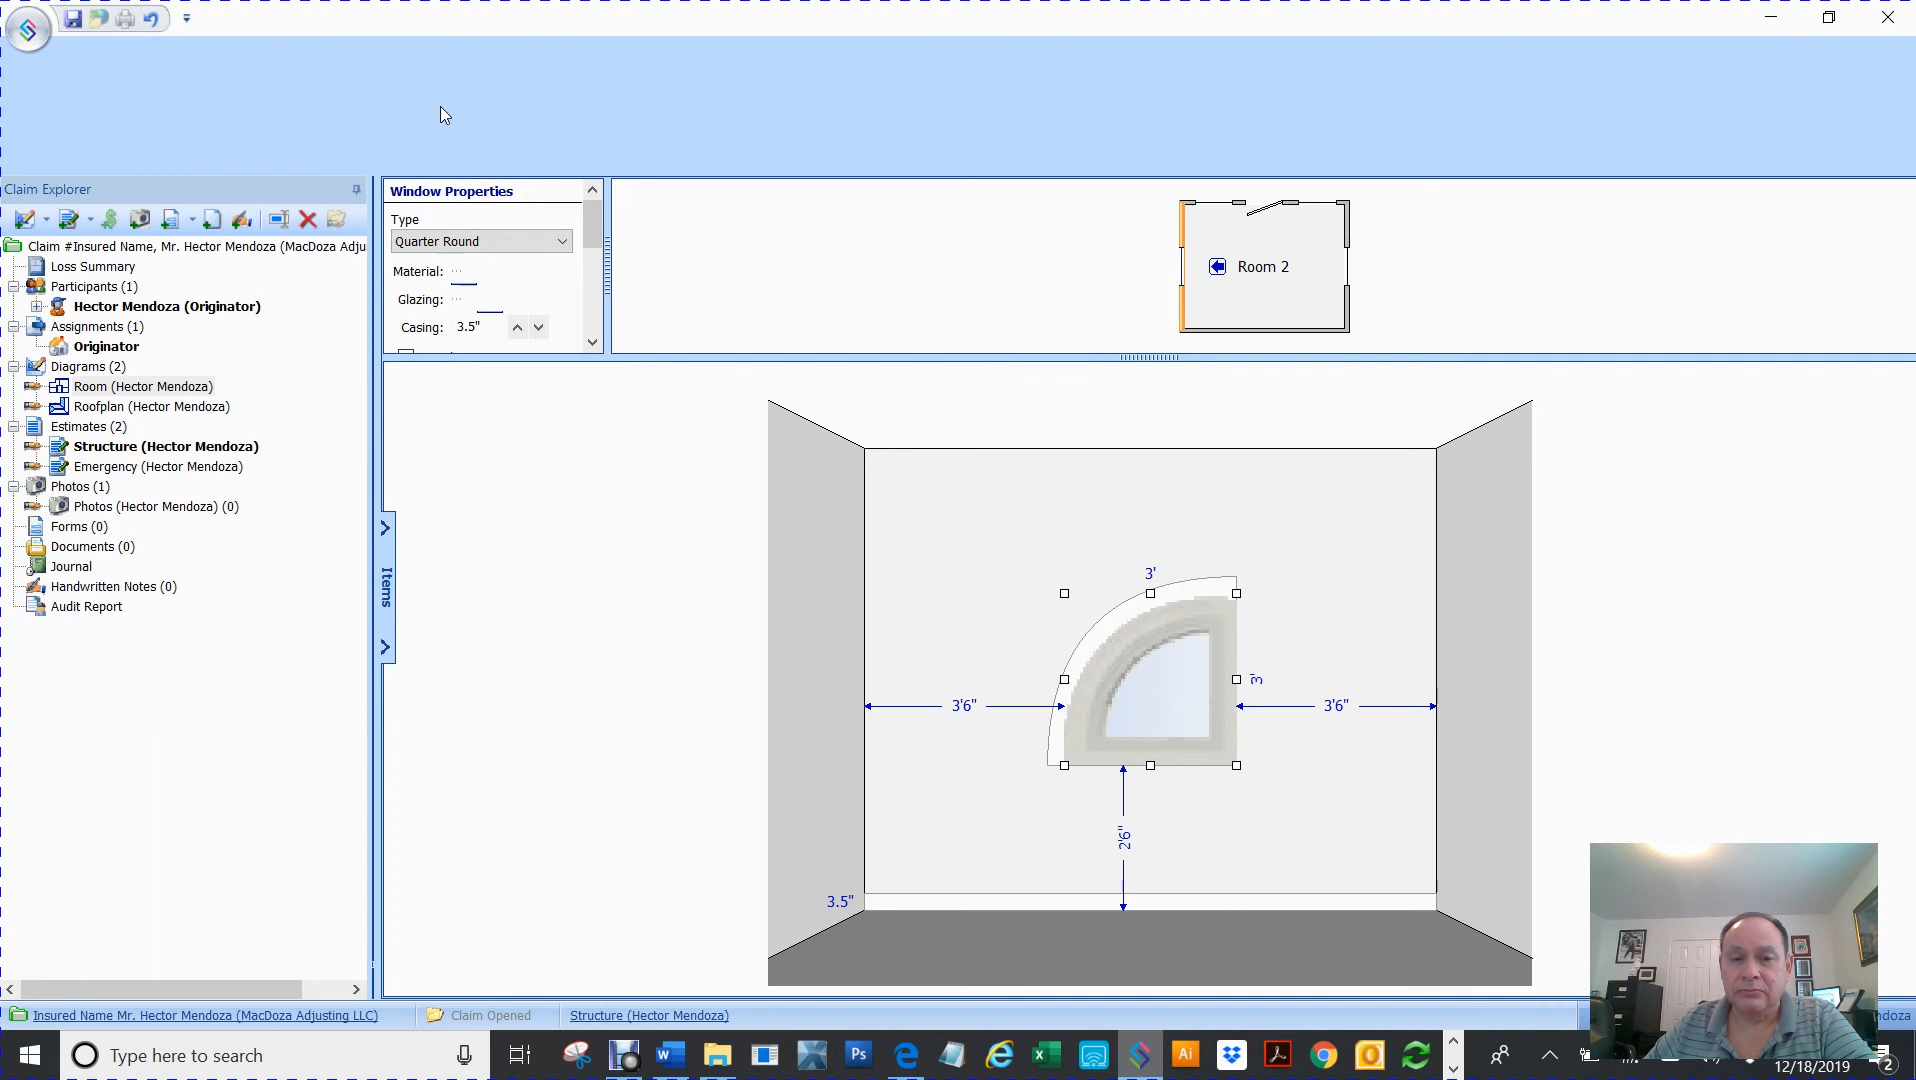 Claim Explorer
Claim #Insured Name, Mr. Hector Mendoza (MacDoza Adju
Loss Summary
Participants (1)
Hector Mendoza (Originator)
Assignments (1)
Originator
Diagrams (2)
Room (Hector Mendoza)
Roofplan (Hector Mendoza)
Estimates (2)
Structure (Hector Mendoza)
Emergency (Hector Mendoza)
Photos (1)
Photos (Hector Mendoza) (0)
Forms (0)
Documents (0)
Journal
Handwritten Notes (0)
Audit Report
Window Properties
Type
Quarter Round
Material: ...
Glazing: ...
Casing: 3.5"
Room 2
Items
3'
3'
3'6"
3'6"
2'6"
3.5"
Insured Name Mr. Hector Mendoza (MacDoza Adjusting LLC)
Claim Opened
Structure (Hector Mendoza)
doza
Type here to search
Ps
Ai
12/18/2019
2